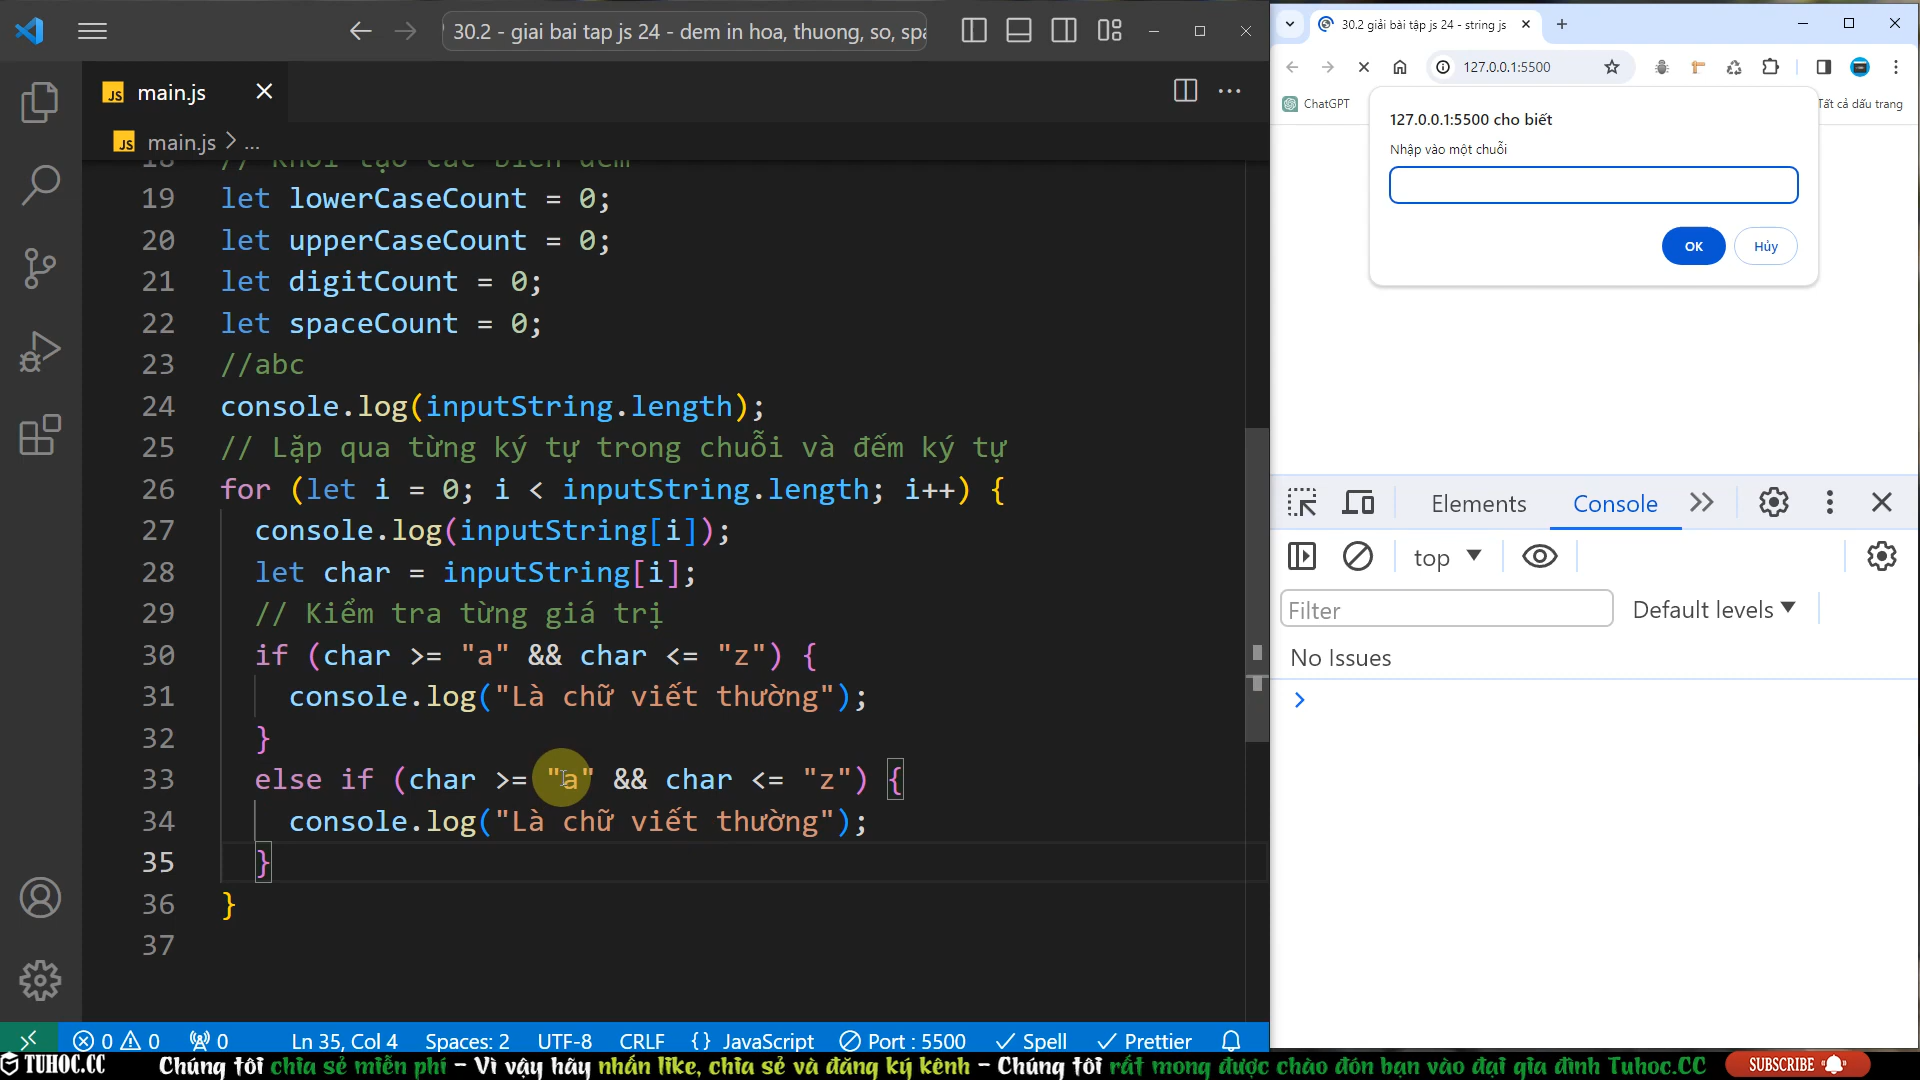 30.2 - giai bai tap js 24 - dem in hoa, thuong, so, spa
main.js
main.js > ...
18 // Khởi tạo các biến đếm
19 let lowerCaseCount = 0;
20 let upperCaseCount = 0;
21 let digitCount = 0;
22 let spaceCount = 0;
23 //abc
24 console.log(inputString.length);
25 // Lặp qua từng ký tự trong chuỗi và đếm ký tự
26 for (let i = 0; i < inputString.length; i++) {
27 console.log(inputString[i]);
28 let char = inputString[i];
29 // Kiểm tra từng giá trị
30 if (char >= "a" && char <= "z") {
31 console.log("Là chữ viết thường");
32 }
33 else if (char >= "a" && char <= "z") {
34 console.log("Là chữ viết thường");
35 }
36 }
37
0 0 0 Ln 35, Col 4 Spaces: 2 UTF-8 CRLF {} JavaScript Port : 5500 Spell Prettier
30.2 giải bài tập js 24 - string js
127.0.0.1:5500
ChatGPT
Tất cả dấu trang
127.0.0.1:5500 cho biết
Nhập vào một chuỗi
OK Hủy
Elements Console
top
Filter Default levels
No Issues
TUHOC.CC Chúng tôi chia sẻ miễn phí - Vì vậy hãy nhấn like, chia sẻ và đăng ký kênh - Chúng tôi rất mong được chào đón bạn vào đại gia đình Tuhoc.CC SUBSCRIBE